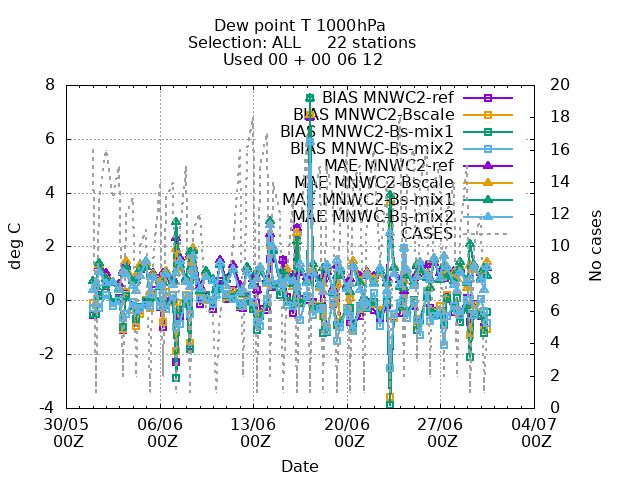 Dew point T 1000hPa
Selection: ALL 22 stations
Used 00 + 00 06 12
8
6
4
2
0
-2
-4
deg C
20
18
16
14
12
10
8
6
4
2
0
No cases
BIAS MNWC2-ref
BIAS MNWC2-Bscale
BIAS MNWC2-Bs-mix1
BIAS MNWC-Bs-mix2
MAE MNWC2-ref
MAE MNWC2-Bscale
MAE MNWC2-Bs-mix1
MAE MNWC-Bs-mix2
CASES
30/05 06/06 13/06 20/06 27/06 04/07
00Z 00Z 00Z 00Z 00Z 00Z
Date